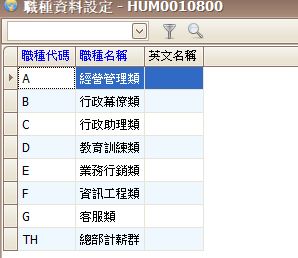 職種資料設定 - HUM0010800
職種代碼 職種名稱 英文名稱
A 經營管理類
B 行政幕僚類
C 行政助理類
D 教育訓練類
E 業務行銷類
F 資訊工程類
G 客服類
TH 總部計薪群